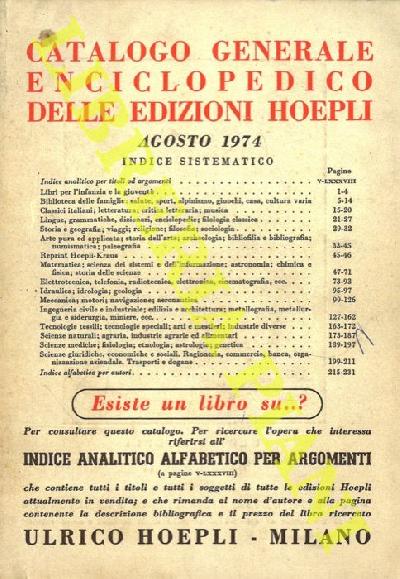 CATALOGO GENERALE
ENCICLOPEDICO
DELLE EDIZIONI HOEPLI
AGOSTO 1974
INDICE SISTEMATICO
Pagine
Indice analitico per titoli ed argomenti V-LXXXVIII
Libri per l'infanzia e la gioventù 1-4
Biblioteca delle famiglie: salute, sport, alpinismo, giuochi, caso, cultura varia 5-14
Classici italiani; letteratura; critica letteraria; musica 15-20
Lingue, grammatiche, dizionari, enciclopedie; filologia classica 21-27
Storia e geografia; viaggi; religione; filosofia; sociologia 29-32
Arte pura ed applicata; storia dell'arte; archeologia; bibliofilia e bibliografia;
numismatica; paleografia 33-45
Reprint Hoepli-Kraus 45-46
Matematica; scienza dei sistemi e dell'informazione; astronomia; chimica e
fisica; storia delle scienze 47-71
Elettrotecnica, telefonia, radiotecnica, elettronica, cinematografia, ecc. 73-93
Idraulica; idrologia; geologia 95-97
Meccanica; motori; navigazione; aeronautica 99-126
Ingegneria civile e industriale; edilizia e architettura; metallografia, metallur-
gia e siderurgia, miniere, ecc. 127-162
Tecnologie tessili; tecnologie speciali; arti e mestieri; industrie diverse 163-172
Scienze naturali; agraria, industrie agrarie ed alimentari 173-187
Scienze mediche; fisiologia; etnologia; astrologia; genetica 189-197
Scienze giuridiche, economiche e sociali. Ragioneria, commercio, banca, orga-
nizzazione aziendale. Trasporti e dogane 199-211
Indice alfabetico per autori 215-231
Esiste un libro su..?
Per consultare questo catalogo. Per ricercare l'opera che interessa
riferirsi all'
INDICE ANALITICO ALFABETICO PER ARGOMENTI
(a pagine V-LXXXVIII)
che contiene tutti i titoli e tutti i soggetti di tutte le edizioni Hoepli
attualmente in vendita; e che rimanda al nome d'autore e alla pagina
contenente la descrizione bibliografica e il prezzo del libro ricercato
ULRICO HOEPLI - MILANO